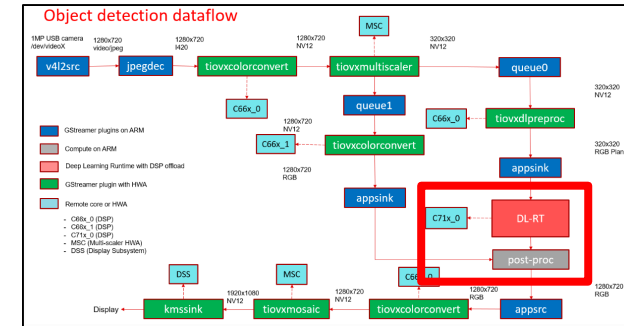 Object detection dataflow
MSC
1MP USB camera
/dev/videoX
1280x720
video/jpeg
1280x720
I420
1280x720
NV12
320x320
NV12
v4l2src
jpegdec
tiovxcolorconvert
tiovxmultiscaler
queue0
C66x_0
queue1
320x320
NV12
C66x_0
tiovxdlpreproc
1280x720
NV12
C66x_1
tiovxcolorconvert
320x320
RGB Plan
1280x720
RGB
appsink
appsink
GStreamer plugins on ARM
Compute on ARM
Deep Learning Runtime with DSP offload
GStreamer plugin with HWA
Remote core or HWA
- C66x_0 (DSP)
- C66x_1 (DSP)
- C71x_0 (DSP)
- MSC (Multi-scaler HWA)
- DSS (Display Subsystem)
C71x_0
DL-RT
post-proc
DSS
MSC
C66x_0
1920x1080
NV12
1280x720
NV12
1280x720
RGB
1280x720
RGB
Display
kmssink
tiovxmosaic
tiovxcolorconvert
appsrc